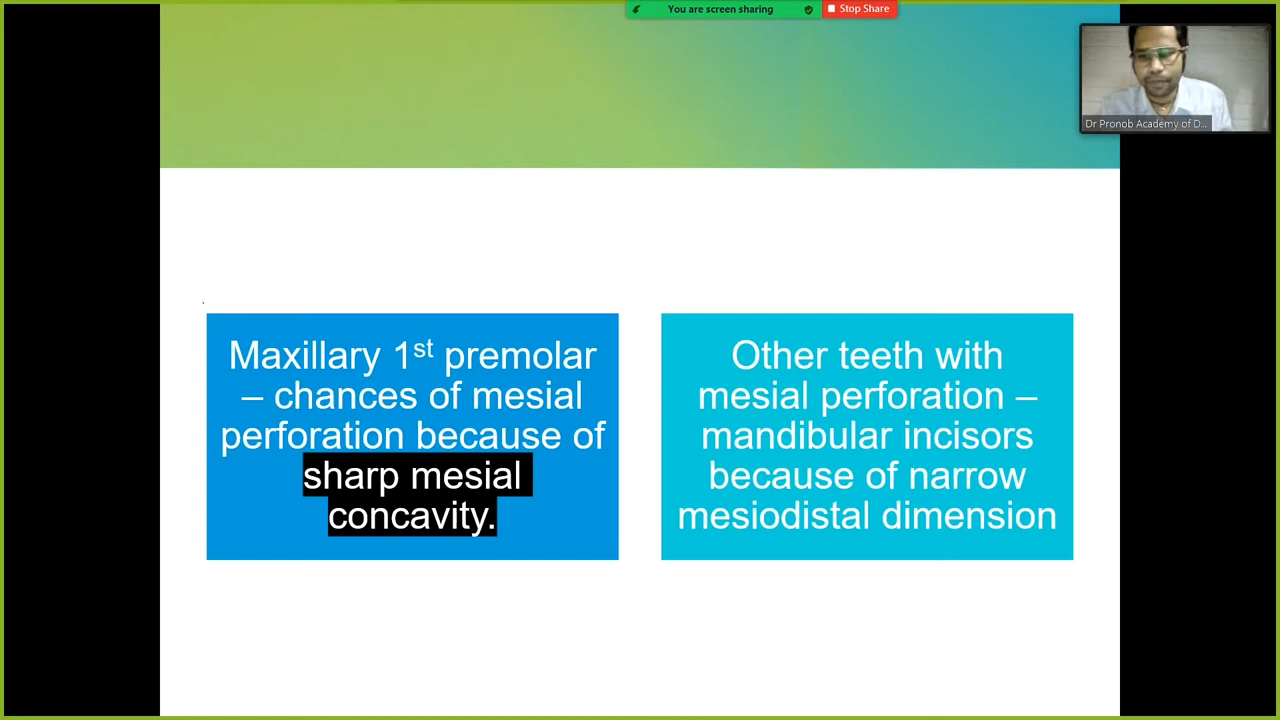 You are screen sharing
Stop Share
Dr Pronob Academy of D...
Maxillary 1st premolar
– chances of mesial
perforation because of
sharp mesial
concavity.
Other teeth with
mesial perforation –
mandibular incisors
because of narrow
mesiodistal dimension